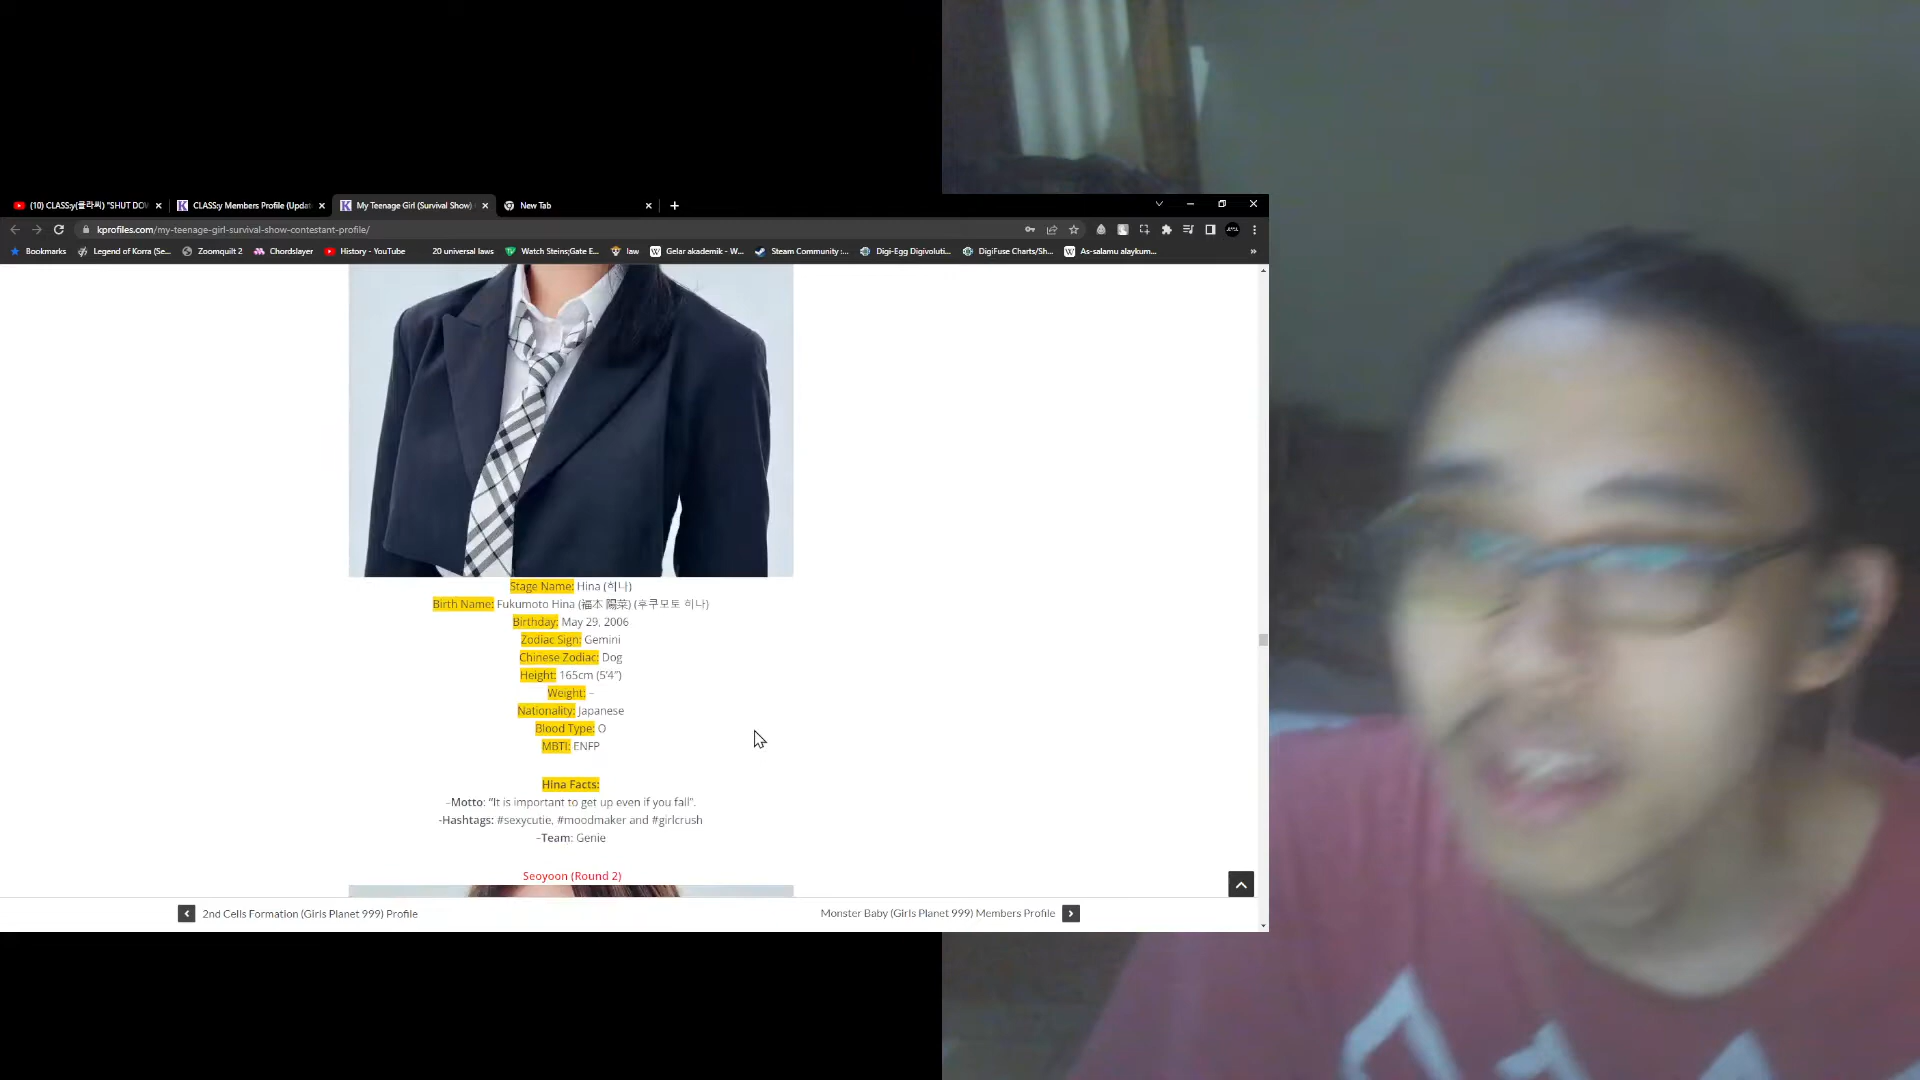 (10) CLASS:y(클라씨) "SHUT DOV
CLASS:y Members Profile (Updat
My Teenage Girl (Survival Show)
New Tab
kprofiles.com/my-teenage-girl-survival-show-contestant-profile/
Bookmarks
Legend of Korra (Se...
Zoomquilt 2
Chordslayer
History - YouTube
20 universal laws
Watch Steins;Gate E...
law
Gelar akademik - W...
Steam Community :...
Digi-Egg Digivoluti...
DigiFuse Charts/Sh...
As-salamu alaykum...
Stage Name: Hina (히나)
Birth Name: Fukumoto Hina (福本 陽菜) (후쿠모토 히나)
Birthday: May 29, 2006
Zodiac Sign: Gemini
Chinese Zodiac: Dog
Height: 165cm (5'4")
Weight: –
Nationality: Japanese
Blood Type: O
MBTI: ENFP
Hina Facts:
–Motto: "It is important to get up even if you fall".
-Hashtags: #sexycutie, #moodmaker and #girlcrush
–Team: Genie
Seoyoon (Round 2)
2nd Cells Formation (Girls Planet 999) Profile
Monster Baby (Girls Planet 999) Members Profile